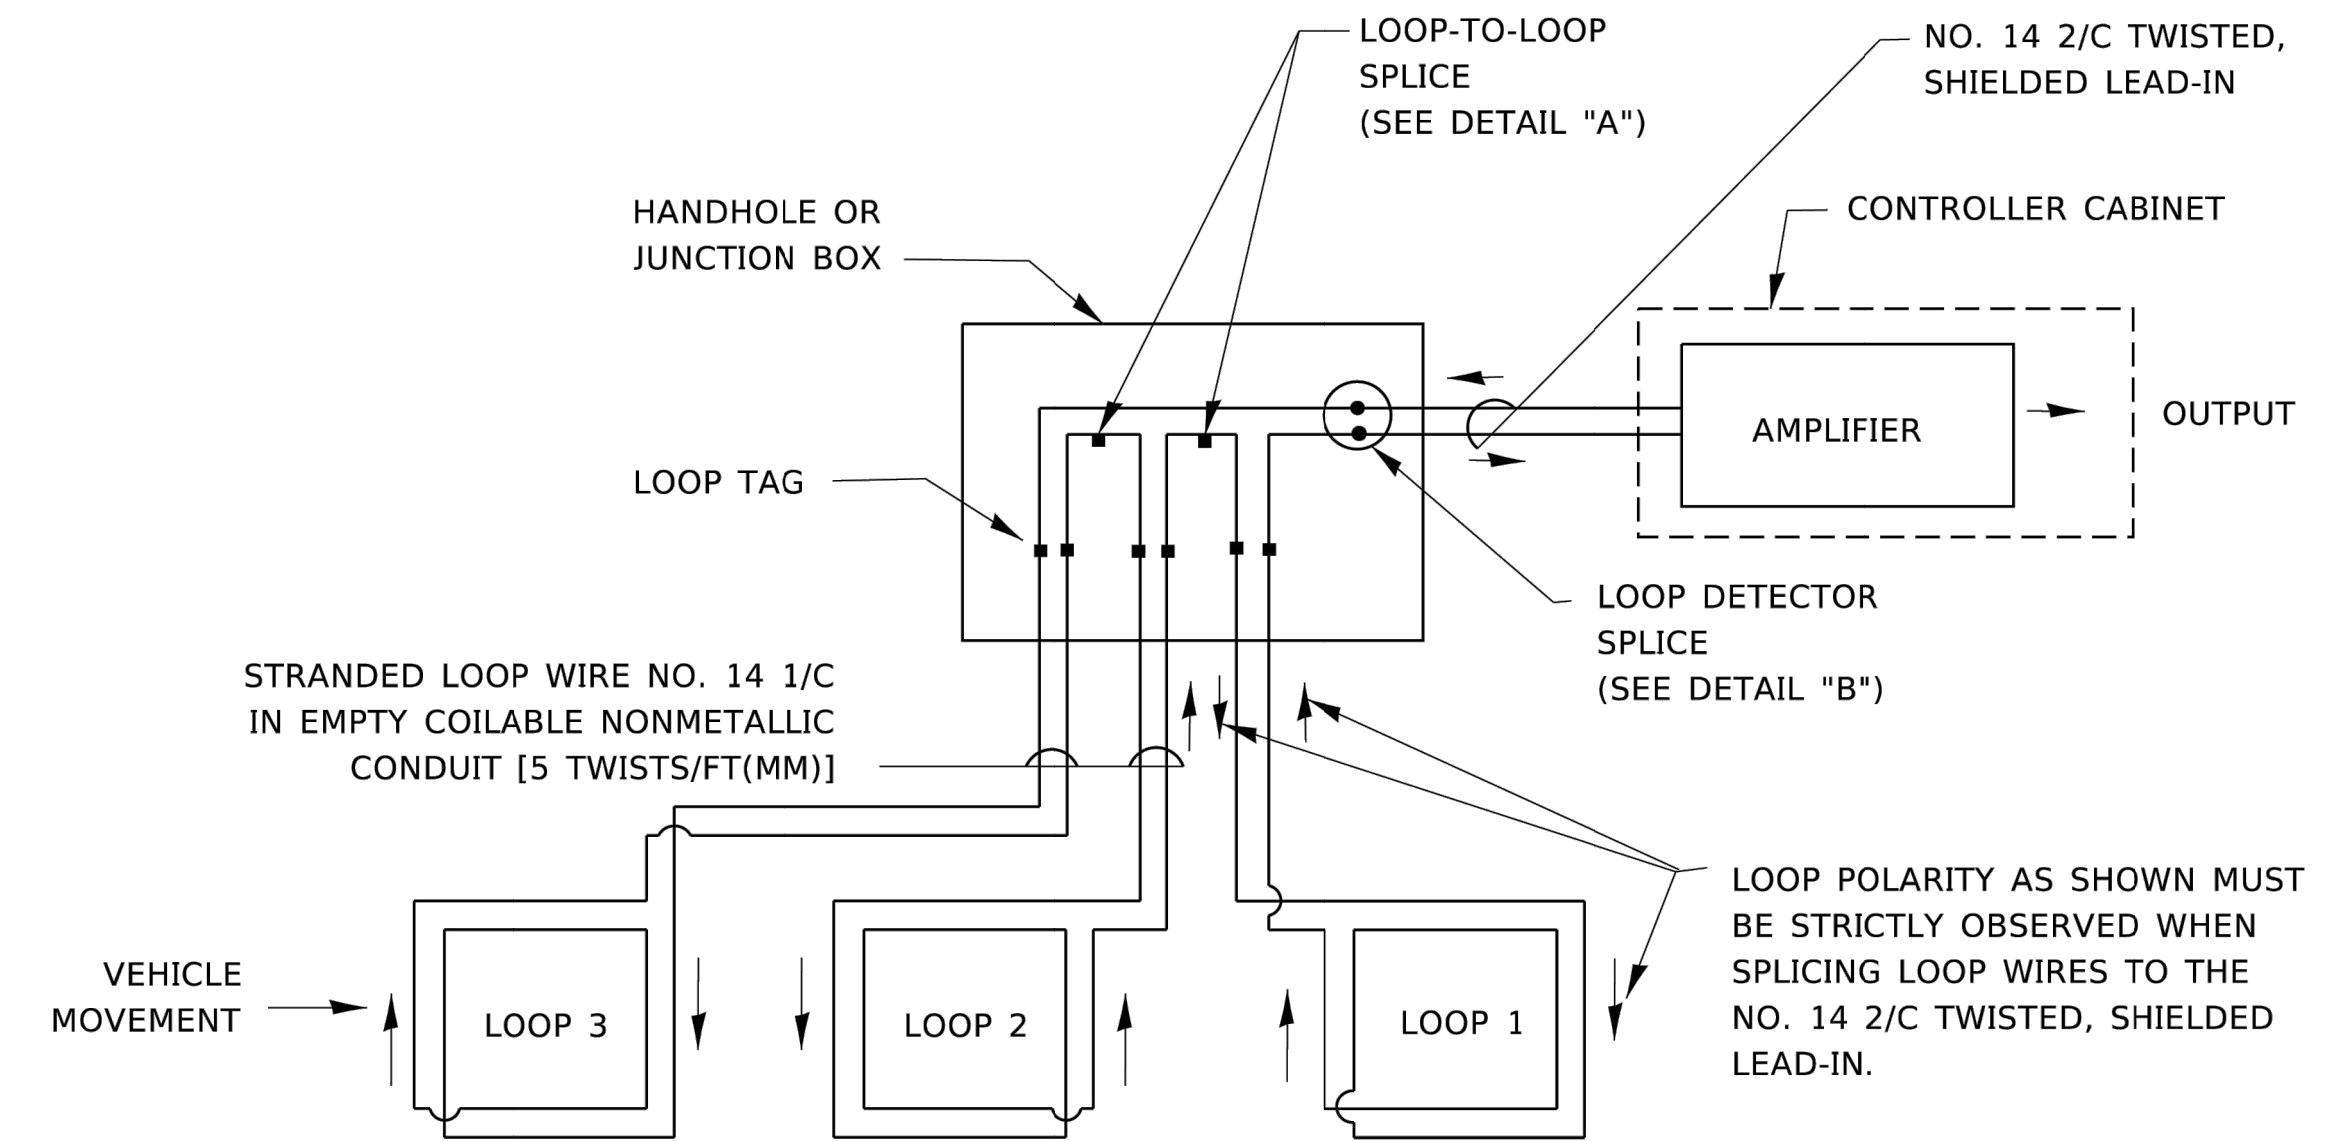 LOOP-TO-LOOP
SPLICE
(SEE DETAIL "A")
NO. 14 2/C TWISTED,
SHIELDED LEAD-IN
HANDHOLE OR
JUNCTION BOX
CONTROLLER CABINET
AMPLIFIER
OUTPUT
LOOP TAG
LOOP DETECTOR
SPLICE
(SEE DETAIL "B")
STRANDED LOOP WIRE NO. 14 1/C
IN EMPTY COILABLE NONMETALLIC
CONDUIT [5 TWISTS/FT(MM)]
LOOP POLARITY AS SHOWN MUST
BE STRICTLY OBSERVED WHEN
SPLICING LOOP WIRES TO THE
NO. 14 2/C TWISTED, SHIELDED
LEAD-IN.
VEHICLE
MOVEMENT
LOOP 3
LOOP 2
LOOP 1